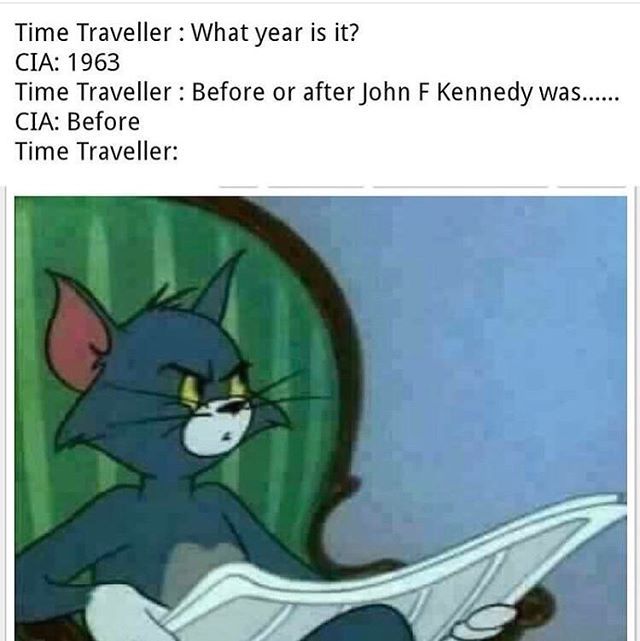 Time Traveller : What year is it?
CIA: 1963
Time Traveller : Before or after John F Kennedy was......
CIA: Before
Time Traveller: